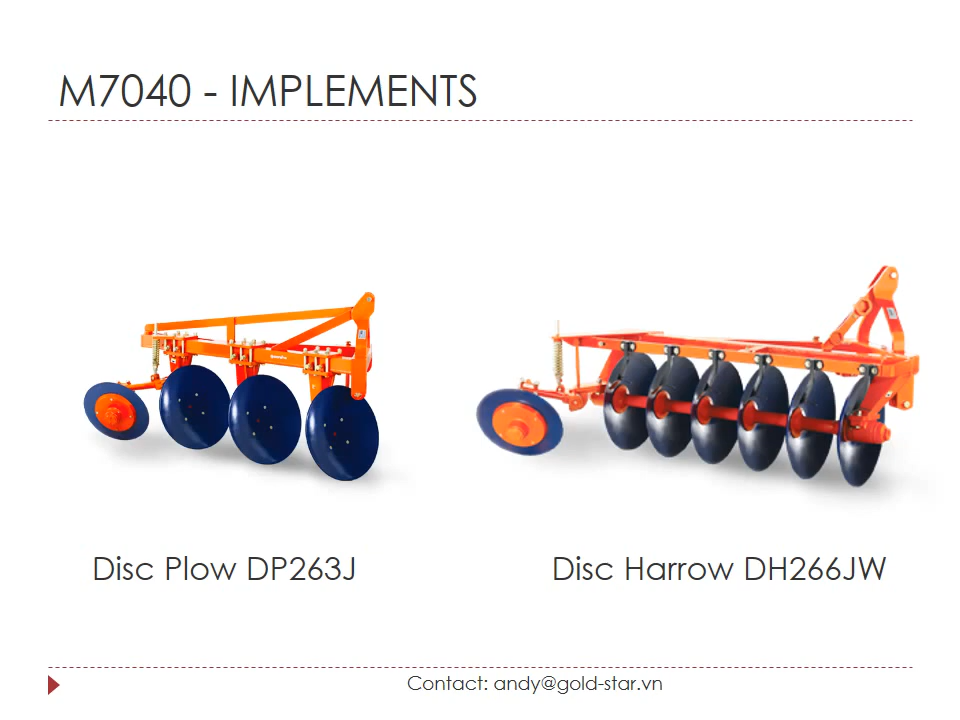 M7040 - IMPLEMENTS
Disc Plow DP263J
Disc Harrow DH266JW
Contact: andy@gold-star.vn